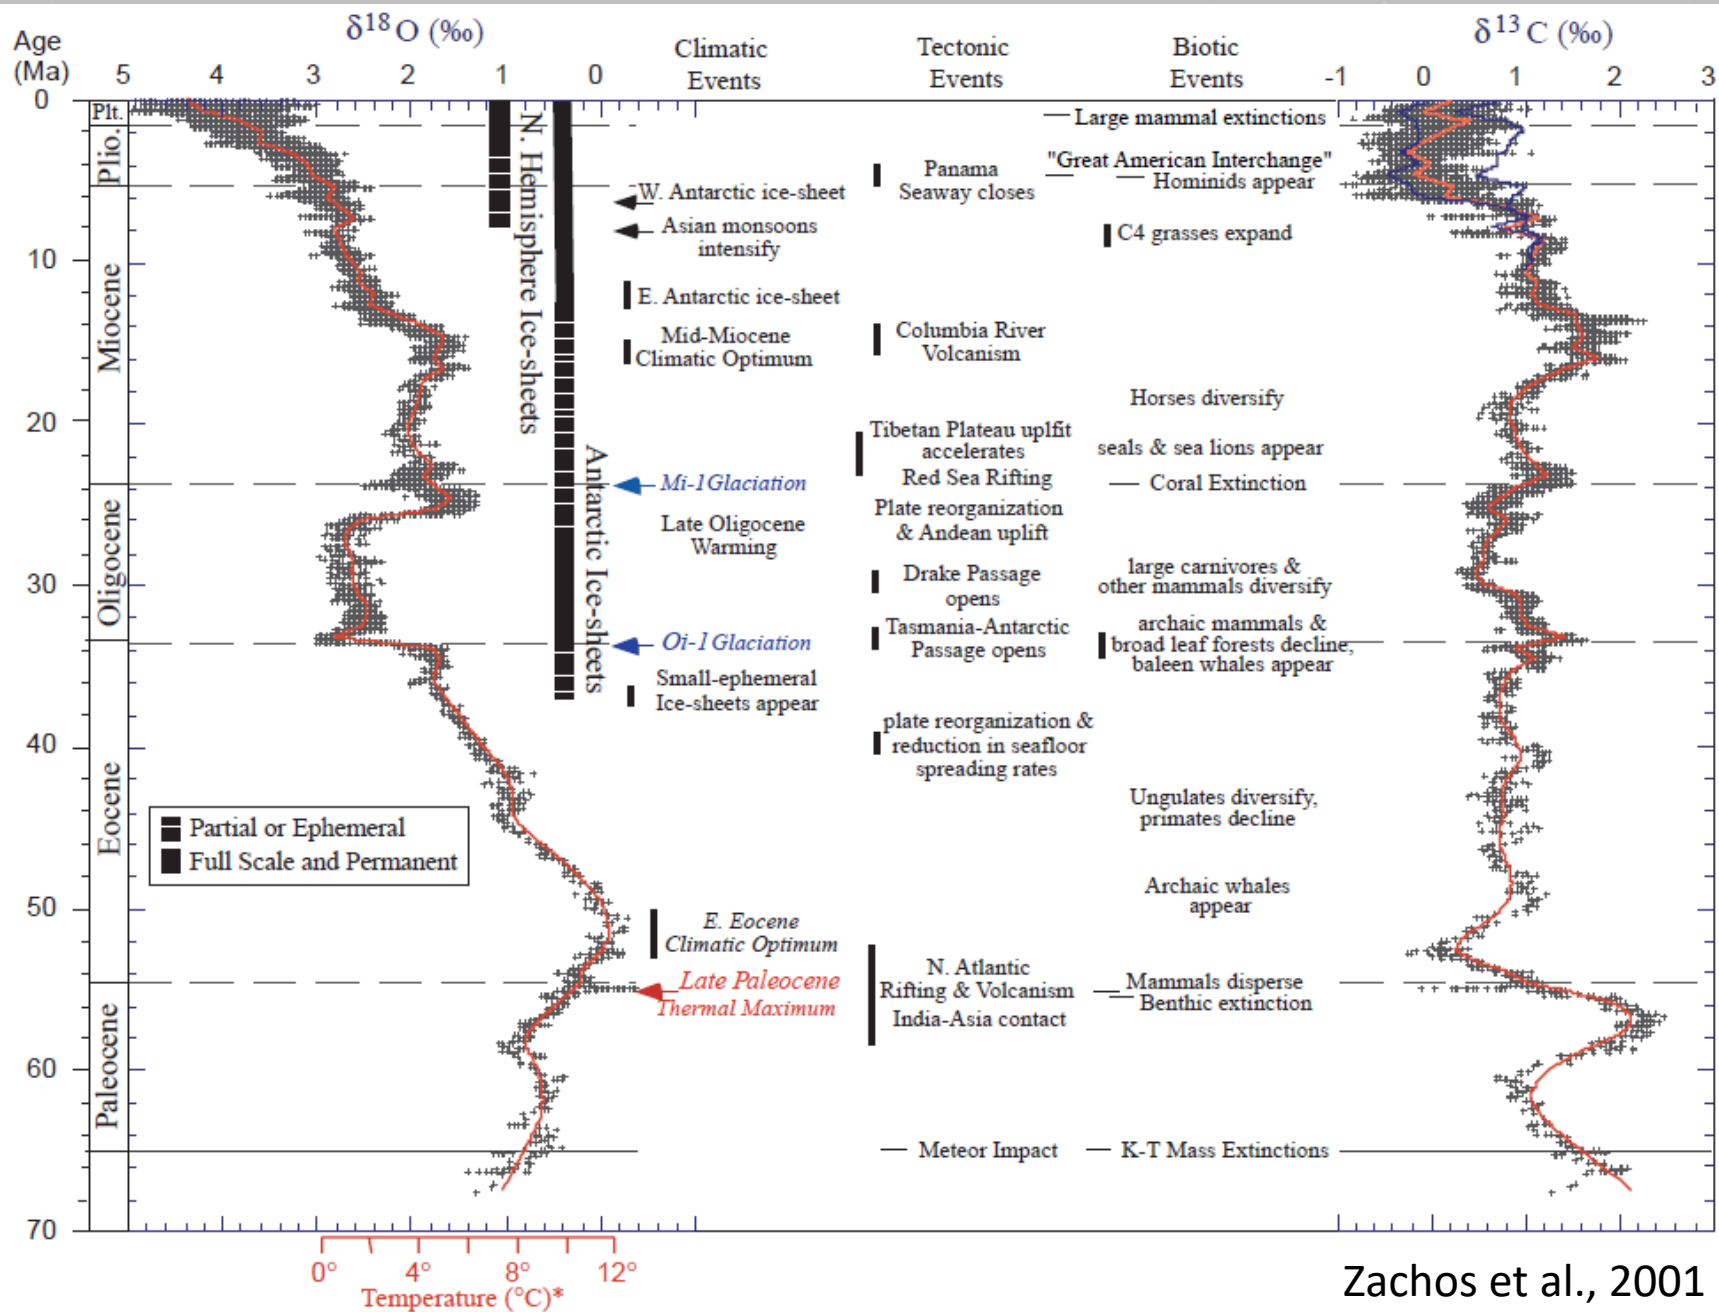 δ18O (‰)
δ13C (‰)
Age
(Ma)
Climatic
Events
Tectonic
Events
Biotic
Events
5 4 3 2 1 0
-1 0 1 2 3
0
10
20
30
40
50
60
70
Plt.
Plio.
Miocene
Oligocene
Eocene
Paleocene
N. Hemisphere Ice-sheets
Antarctic Ice-sheets
W. Antarctic ice-sheet
Asian monsoons
intensify
E. Antarctic ice-sheet
Mid-Miocene
Climatic Optimum
Mi-1Glaciation
Late Oligocene
Warming
Oi-1 Glaciation
Small-ephemeral
Ice-sheets appear
E. Eocene
Climatic Optimum
Late Paleocene
Thermal Maximum
Panama
Seaway closes
Columbia River
Volcanism
Tibetan Plateau uplfit
accelerates
Red Sea Rifting
Plate reorganization
& Andean uplift
Drake Passage
opens
Tasmania-Antarctic
Passage opens
plate reorganization &
reduction in seafloor
spreading rates
N. Atlantic
Rifting & Volcanism
India-Asia contact
Meteor Impact
Large mammal extinctions
"Great American Interchange"
Hominids appear
C4 grasses expand
Horses diversify
seals & sea lions appear
Coral Extinction
large carnivores &
other mammals diversify
archaic mammals &
broad leaf forests decline,
baleen whales appear
Ungulates diversify,
primates decline
Archaic whales
appear
Mammals disperse
Benthic extinction
K-T Mass Extinctions
Partial or Ephemeral
Full Scale and Permanent
0° 4° 8° 12°
Temperature (°C)*
Zachos et al., 2001